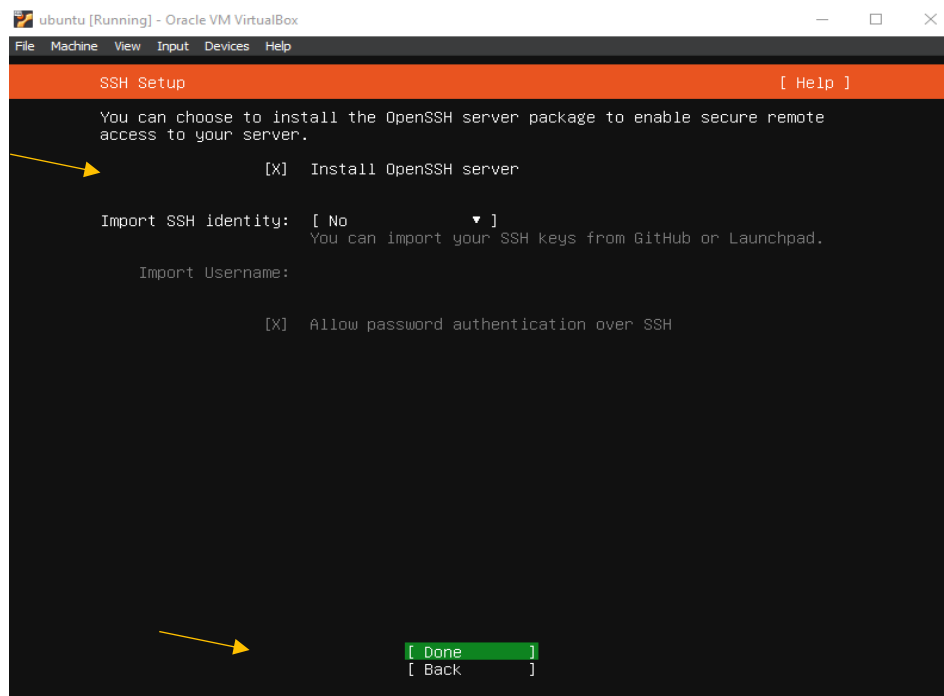 ubuntu [Running] - Oracle VM VirtualBox
File Machine View Input Devices Help
SSH Setup [ Help ]
You can choose to install the OpenSSH server package to enable secure remote
access to your server.
[X] Install OpenSSH server
Import SSH identity: [ No ▼ ]
You can import your SSH keys from GitHub or Launchpad.
Import Username:
[X] Allow password authentication over SSH
[ Done ]
[ Back ]